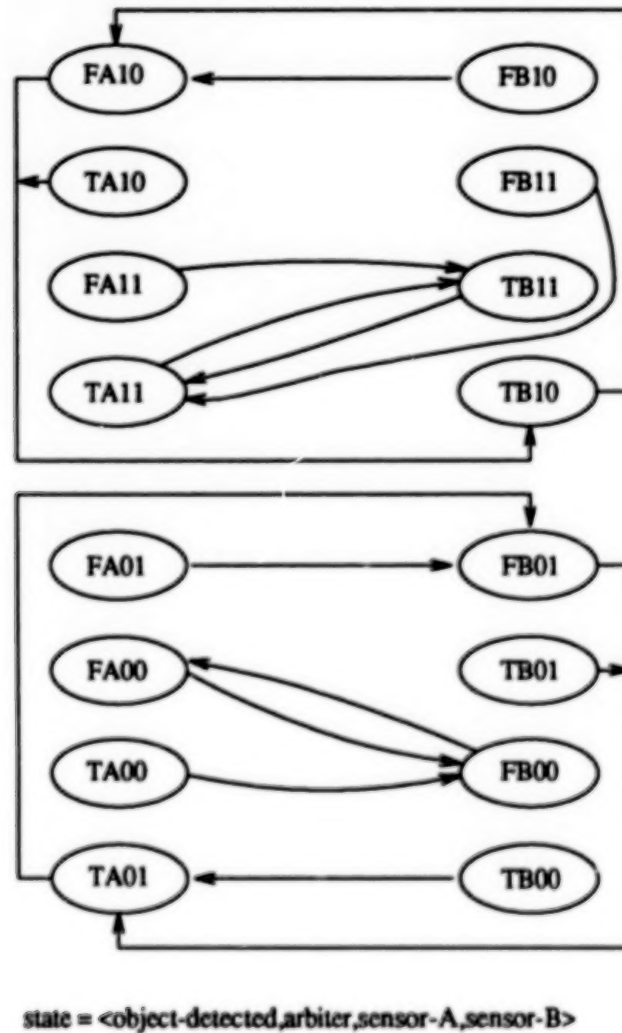 FA10 FB10
TA10 FB11
FA11 TB11
TA11 TB10
FA01 FB01
FA00 TB01
TA00 FB00
TA01 TB00
state = <object-detected,arbiter,sensor-A,sensor-B>